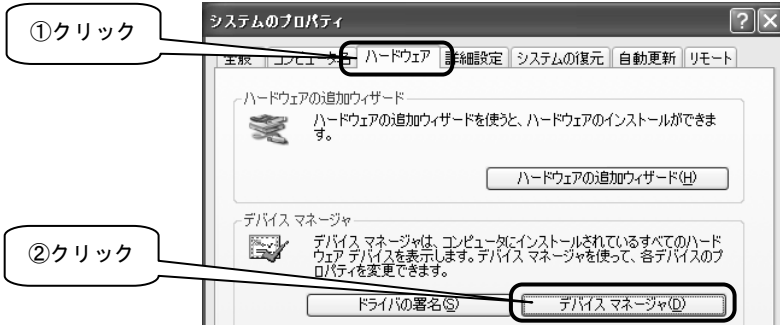 ①クリック
システムのプロパティ
全般 コンピュータ名 ハードウェア 詳細設定 システムの復元 自動更新 リモート
ハードウェアの追加ウィザード
ハードウェアの追加ウィザードを使うと、ハードウェアのインストールができま
す。
ハードウェアの追加ウィザード(H)
デバイス マネージャ
②クリック
デバイス マネージャは、コンピュータにインストールされているすべてのハード
ウェア デバイスを表示します。デバイス マネージャを使って、各デバイスのプ
ロパティを変更できます。
ドライバの署名(S) デバイス マネージャ(D)